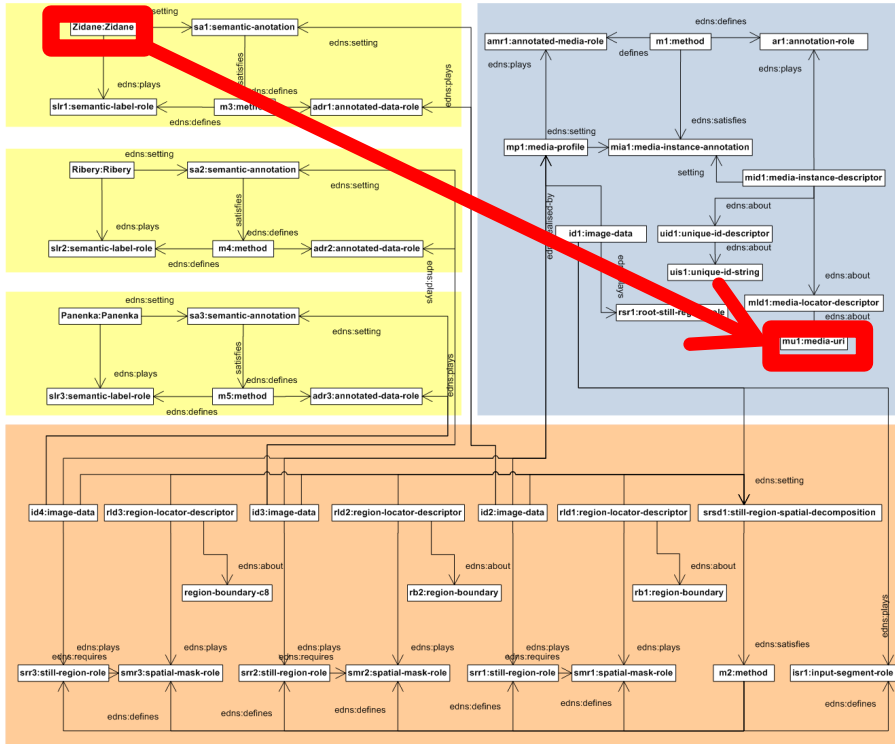 edns:setting
Zidane:Zidane
sa1:semantic-anotation
edns:setting
satisfies
edns:plays
edns:defines
slr1:semantic-label-role
m3:method
adr1:annotated-data-role
edns:defines
edns:plays
edns:setting
Ribery:Ribery
sa2:semantic-annotation
edns:setting
satisfies
edns:plays
edns:defines
slr2:semantic-label-role
m4:method
adr2:annotated-data-role
edns:defines
edns:plays
edns:setting
Panenka:Panenka
sa3:semantic-annotation
edns:setting
satisfies
edns:plays
edns:defines
slr3:semantic-label-role
m5:method
adr3:annotated-data-role
edns:defines
edns:plays
edns:defines
amr1:annotated-media-role
m1:method
ar1:annotation-role
defines
edns:plays
edns:plays
edns:satisfies
edns:setting
mp1:media-profile
mia1:media-instance-annotation
setting
mid1:media-instance-descriptor
edns:about
id1:image-data
uid1:unique-id-descriptor
edns:about
uis1:unique-id-string
edns:about
mld1:media-locator-descriptor
edns:about
mu1:media-uri
edns:setting
id4:image-data
rld3:region-locator-descriptor
id3:image-data
rld2:region-locator-descriptor
id2:image-data
rld1:region-locator-descriptor
srsd1:still-region-spatial-decomposition
edns:about
edns:about
edns:about
region-boundary-c8
rb2:region-boundary
rb1:region-boundary
edns:plays
edns:plays
edns:plays
edns:plays
edns:plays
edns:plays
edns:plays
edns:satisfies
edns:requires
edns:requires
edns:requires
srr3:still-region-role
smr3:spatial-mask-role
srr2:still-region-role
smr2:spatial-mask-role
srr1:still-region-role
smr1:spatial-mask-role
m2:method
isr1:input-segment-role
edns:defines
edns:defines
edns:defines
edns:defines
edns:defines
edns:defines
edns:defines